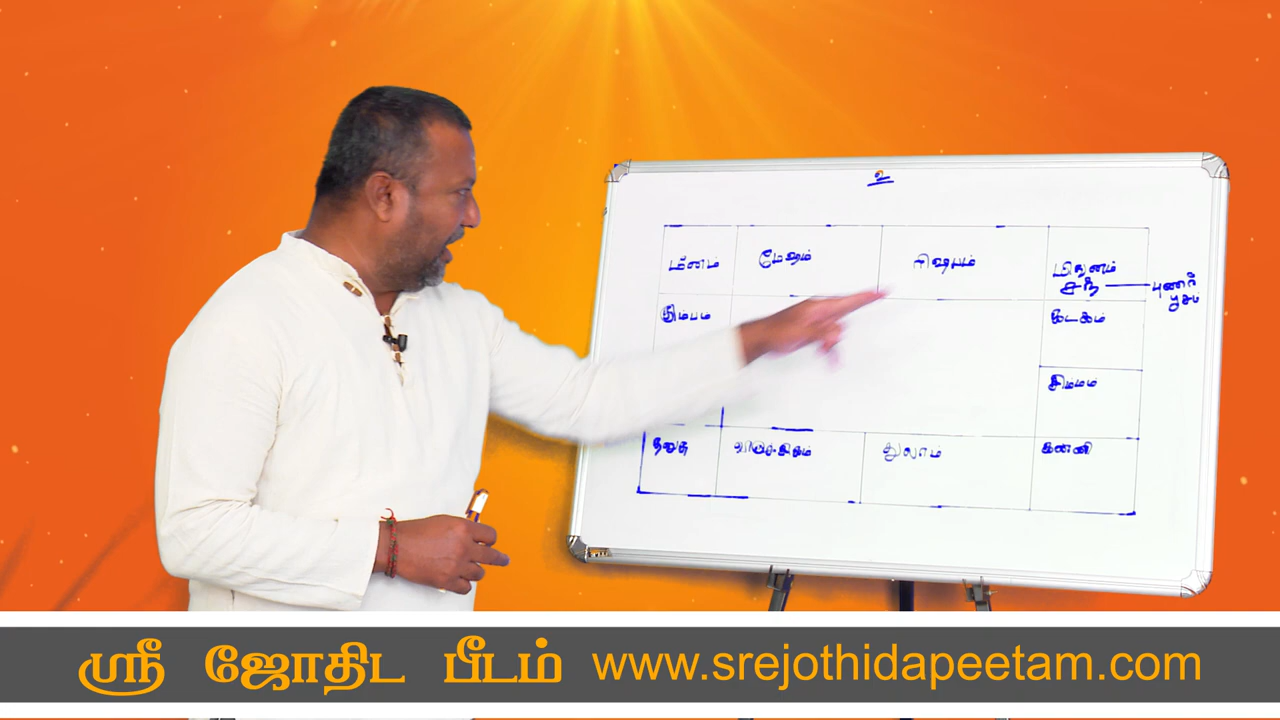 உ
மீனம் மேஷம் ரிஷபம் மிதுனம்
சந் புனர்
பூசம்
கும்பம் கடகம்
சிம்மம்
தனுசு விருச்சிகம் துலாம் கன்னி
ஸ்ரீ ஜோதிட பீடம் www.srejothidapeetam.com